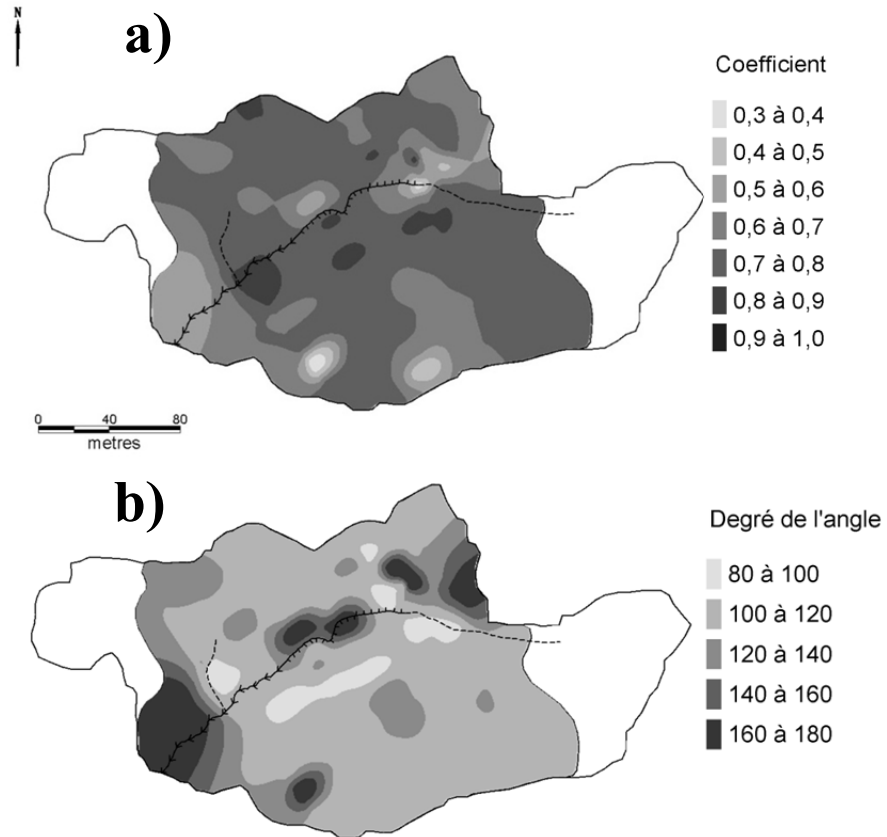 N
a)
Coefficient
0,3 à 0,4
0,4 à 0,5
0,5 à 0,6
0,6 à 0,7
0,7 à 0,8
0,8 à 0,9
0,9 à 1,0
0 40 80
metres
b)
Degré de l'angle
80 à 100
100 à 120
120 à 140
140 à 160
160 à 180